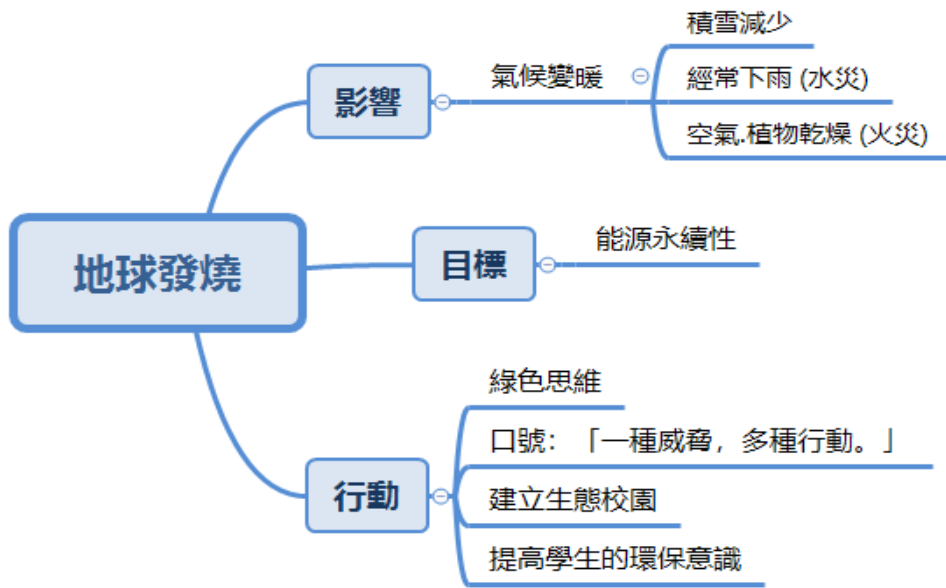 地球發燒
影響
氣候變暖
積雪減少
經常下雨 (水災)
空氣.植物乾燥 (火災)
目標
能源永續性
行動
綠色思維
口號：「一種威脅，多種行動。」
建立生態校園
提高學生的環保意識